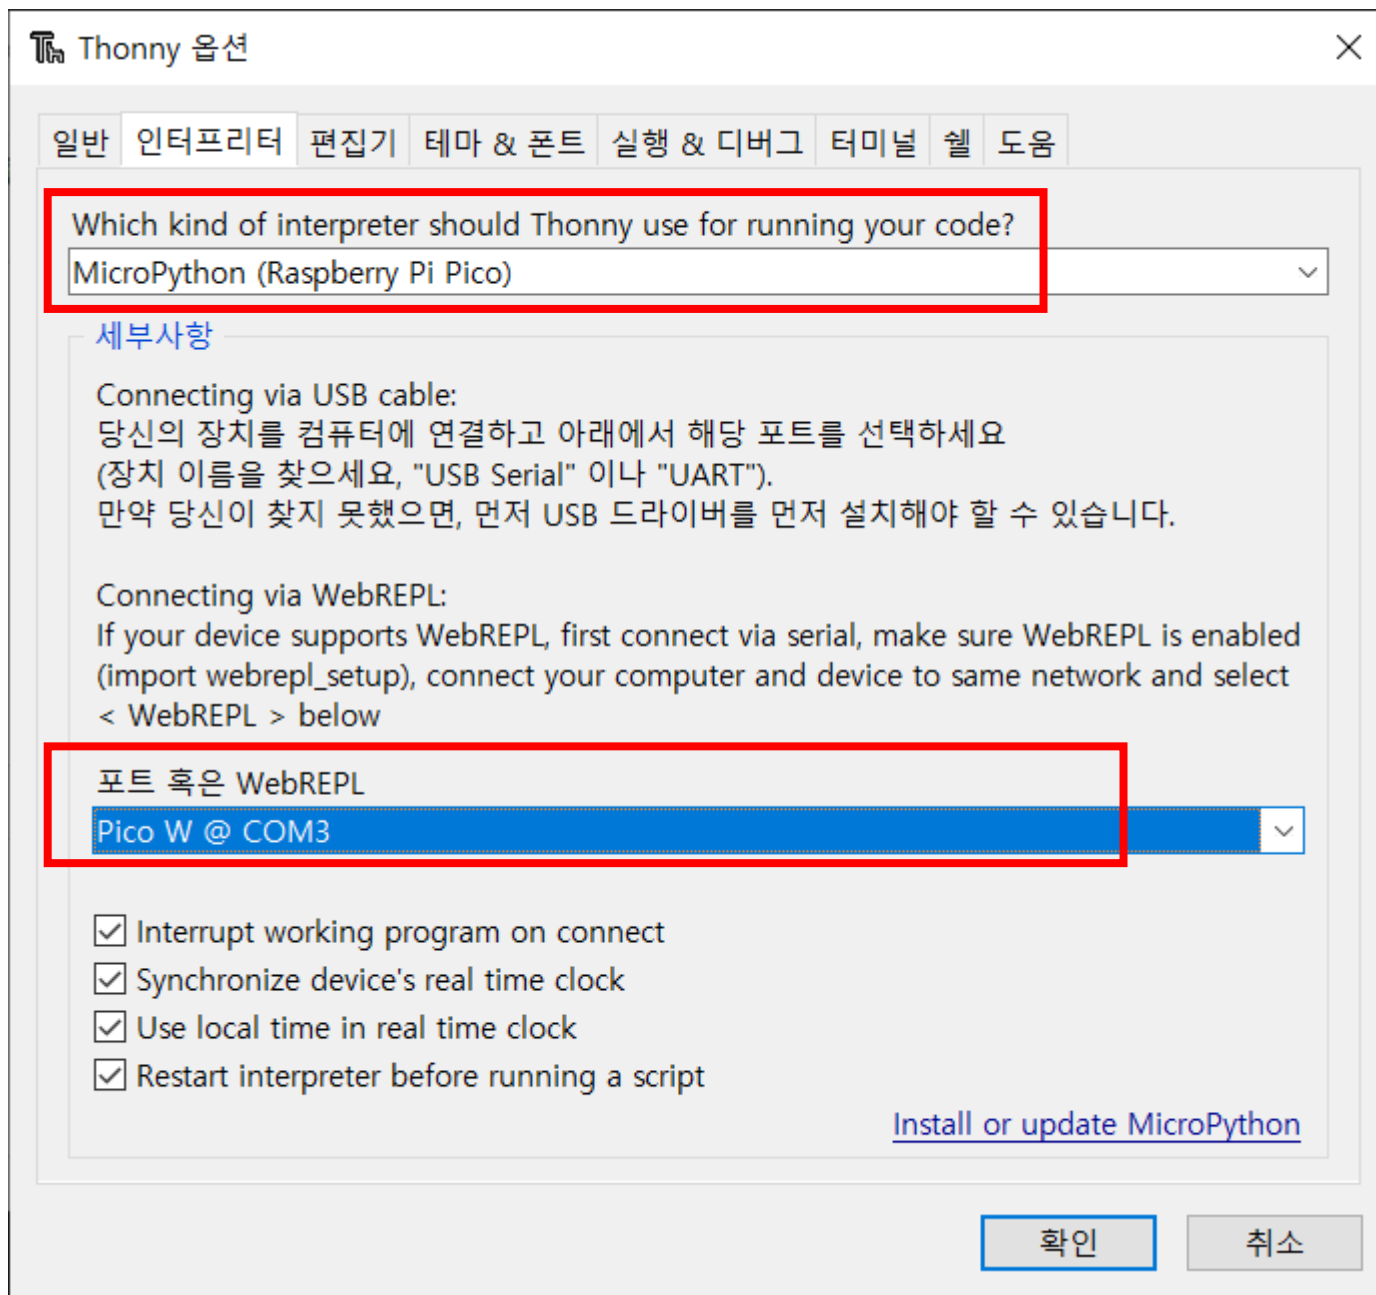 Thonny 옵션
일반 인터프리터 편집기 테마 & 폰트 실행 & 디버그 터미널 쉘 도움
Which kind of interpreter should Thonny use for running your code?
MicroPython (Raspberry Pi Pico)
세부사항
Connecting via USB cable:
당신의 장치를 컴퓨터에 연결하고 아래에서 해당 포트를 선택하세요
(장치 이름을 찾으세요, "USB Serial" 이나 "UART").
만약 당신이 찾지 못했으면, 먼저 USB 드라이버를 먼저 설치해야 할 수 있습니다.
Connecting via WebREPL:
If your device supports WebREPL, first connect via serial, make sure WebREPL is enabled
(import webrepl_setup), connect your computer and device to same network and select
< WebREPL > below
포트 혹은 WebREPL
Pico W @ COM3
Interrupt working program on connect
Synchronize device's real time clock
Use local time in real time clock
Restart interpreter before running a script
Install or update MicroPython
확인 취소